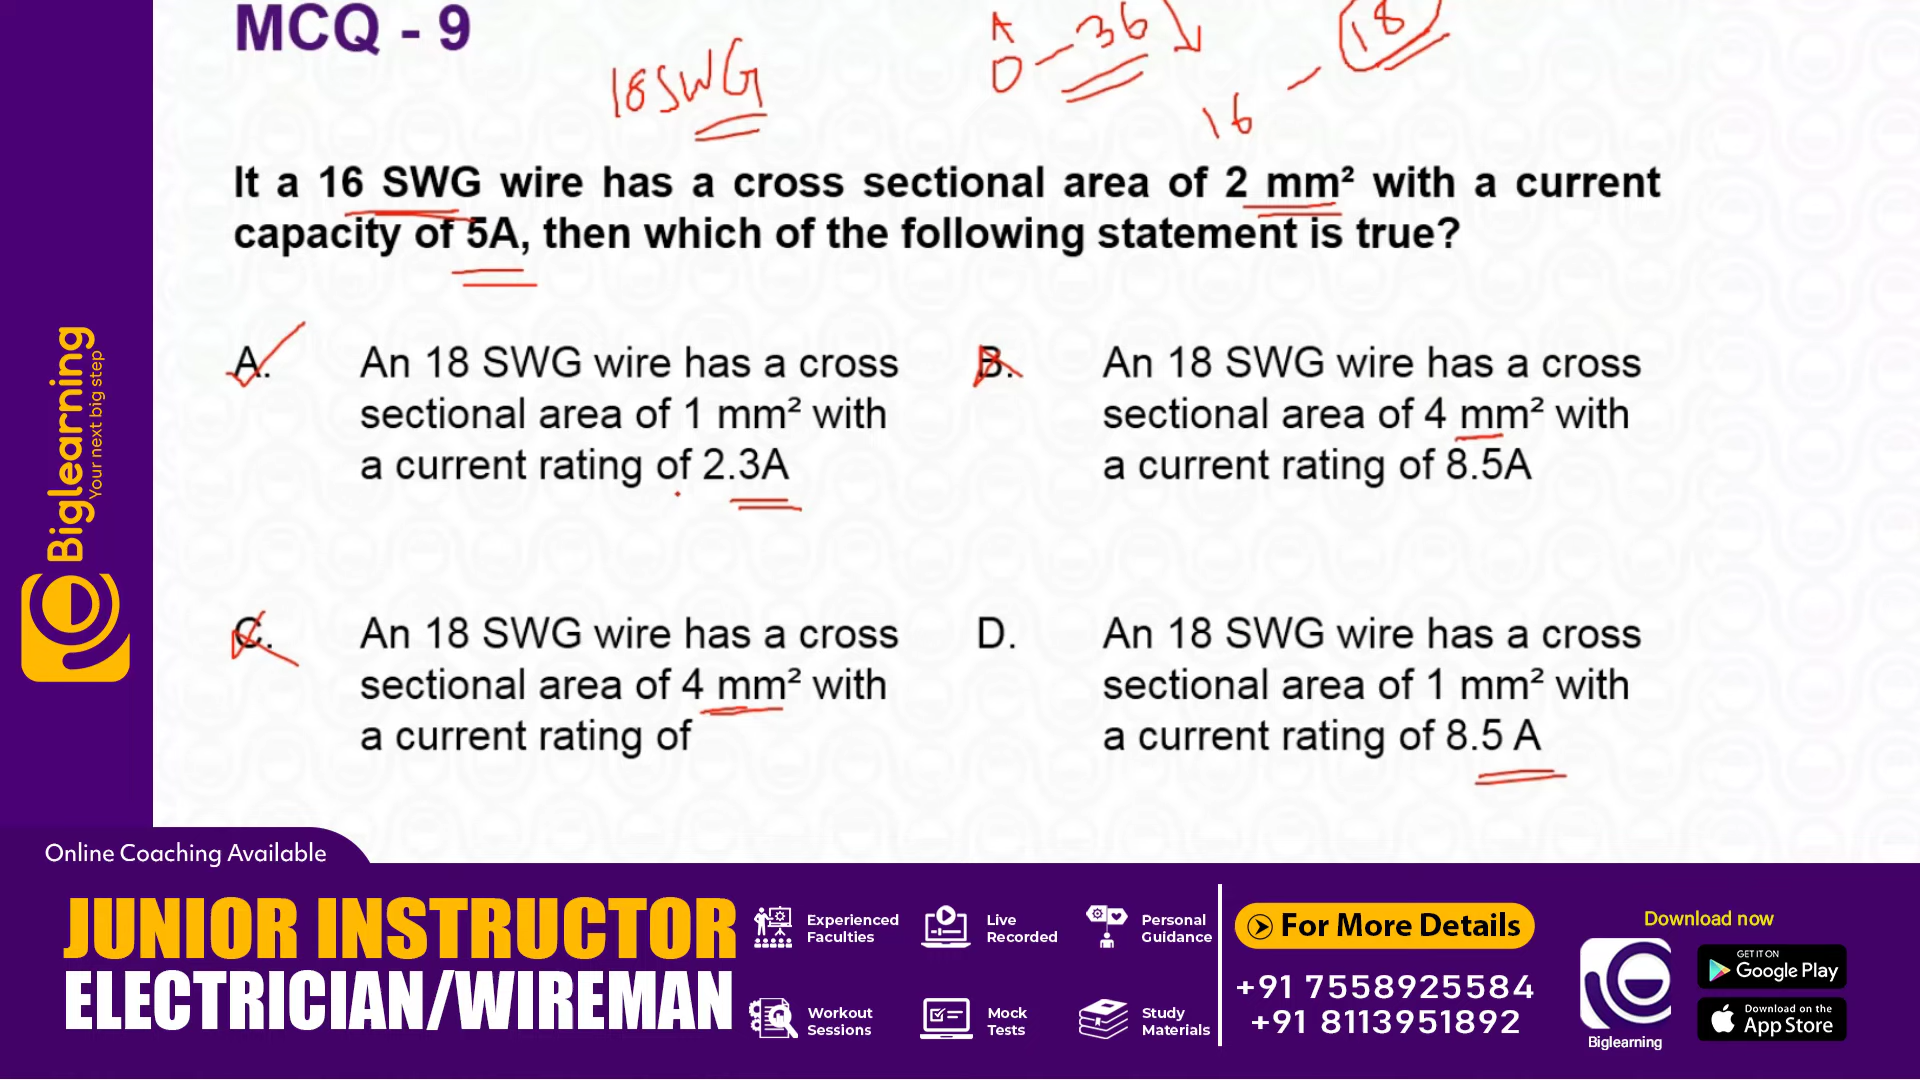 MCQ - 9
18 SWG
A
0 - 36
16 - 18
It a 16 SWG wire has a cross sectional area of 2 mm² with a current
capacity of 5A, then which of the following statement is true?
A. An 18 SWG wire has a cross
sectional area of 1 mm² with
a current rating of 2.3A
B. An 18 SWG wire has a cross
sectional area of 4 mm² with
a current rating of 8.5A
C. An 18 SWG wire has a cross
sectional area of 4 mm² with
a current rating of
D. An 18 SWG wire has a cross
sectional area of 1 mm² with
a current rating of 8.5 A
Biglearning
Your next big step
Online Coaching Available
JUNIOR INSTRUCTOR
ELECTRICIAN/WIREMAN
Experienced
Faculties
Live
Recorded
Personal
Guidance
Workout
Sessions
Mock
Tests
Study
Materials
For More Details
+91 7558925584
+91 8113951892
Download now
Biglearning
GET IT ON
Google Play
Download on the
App Store